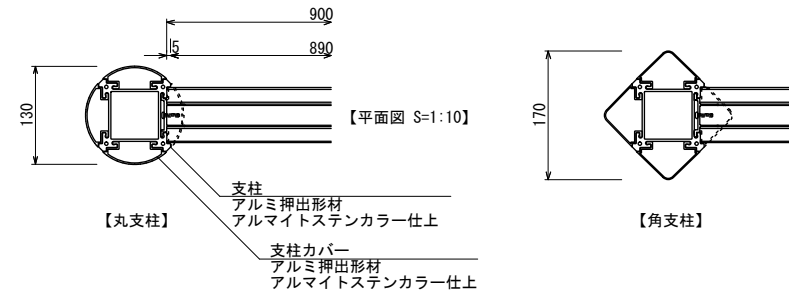 900
5
890
130
【平面図 S=1:10】
170
支柱
アルミ押出形材
アルマイトステンカラー仕上
【丸支柱】
【角支柱】
支柱カバー
アルミ押出形材
アルマイトステンカラー仕上